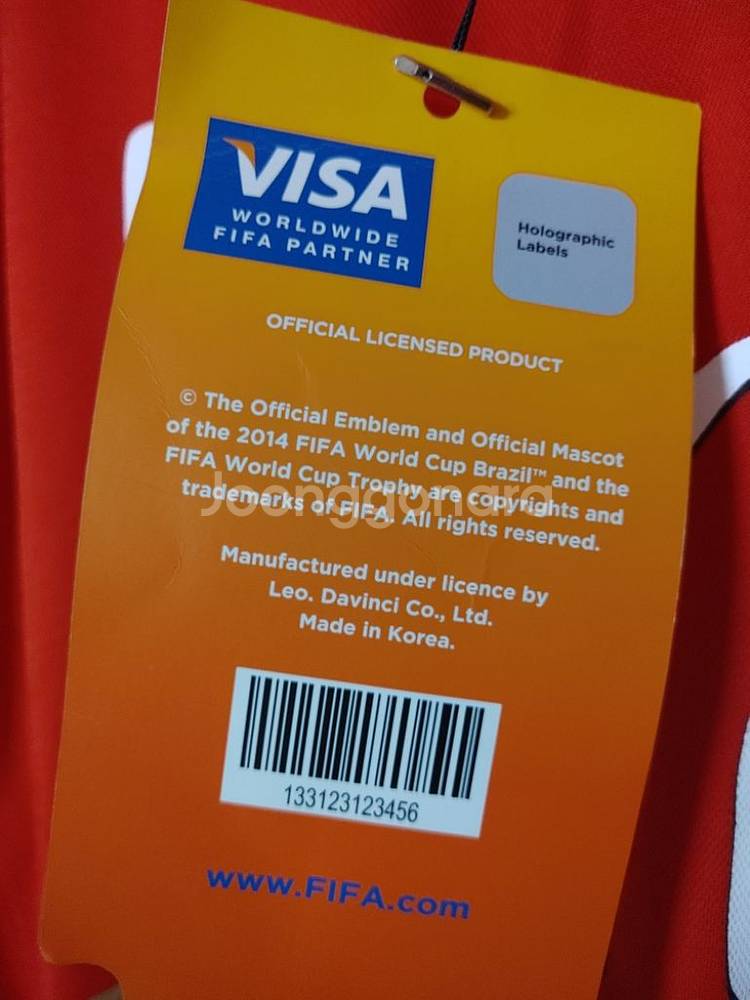 VISA
WORLDWIDE
FIFA PARTNER
Holographic
Labels
OFFICIAL LICENSED PRODUCT
© The Official Emblem and Official Mascot
of the 2014 FIFA World Cup Brazil™ and the
FIFA World Cup Trophy are copyrights and
trademarks of FIFA. All rights reserved.
Joonggonara
Manufactured under licence by
Leo. Davinci Co., Ltd.
Made in Korea.
133123123456
www.FIFA.com